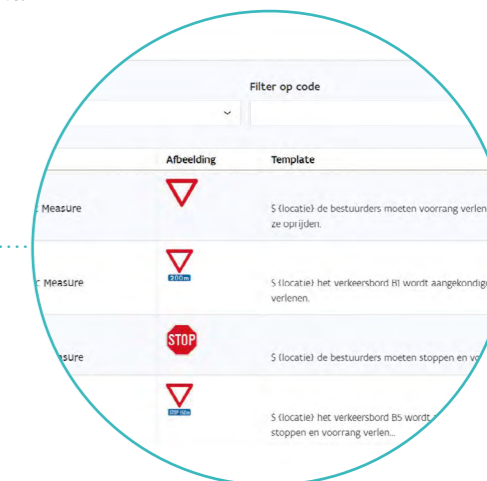 Filter op code
Afbeelding Template
Measure
$ {locatie} de bestuurders moeten voorrang verlen
ze oprijden.
200m
Measure
$ {locatie} het verkeersbord B1 wordt aangekondig
verlenen.
STOP
$ {locatie} de bestuurders moeten stoppen en vo
STOP
$ {locatie} het verkeersbord B5 wordt
stoppen en voorrang verlen...